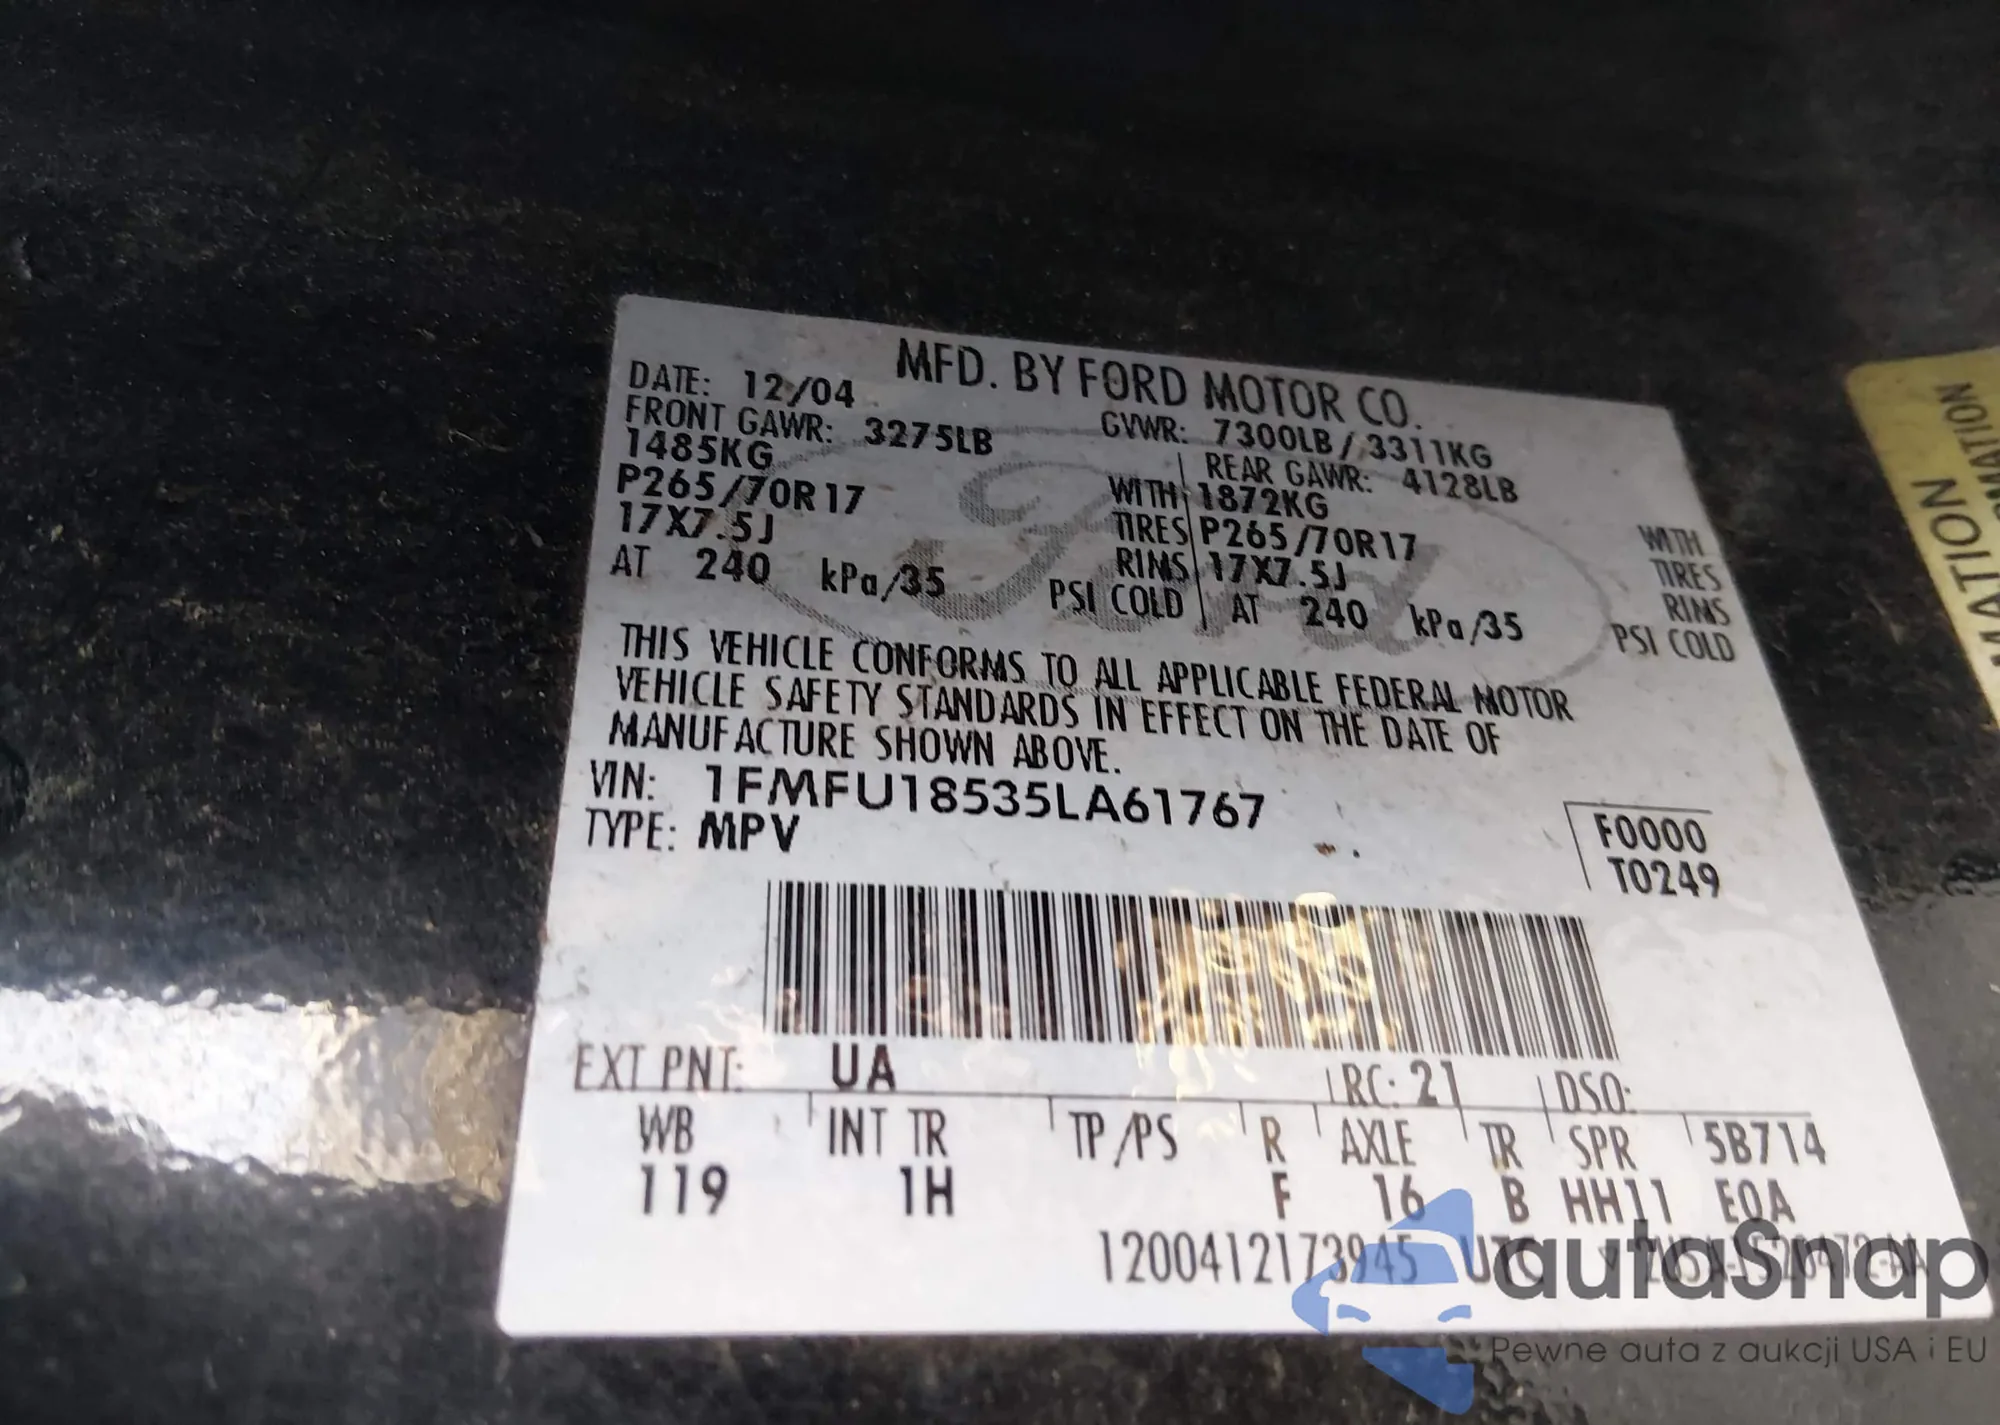 MFD. BY FORD MOTOR CO.
DATE: 12/04
GVWR: 7300LB / 3311KG
FRONT GAWR: 3275LB
REAR GAWR: 4128LB
1485KG WITH
1872KG WITH
P265/70R17 TIRES
P265/70R17 TIRES
17X7.5J RIMS
17X7.5J RIMS
AT 240 kPa/35 PSI COLD
AT 240 kPa/35 PSI COLD
Ford
THIS VEHICLE CONFORMS TO ALL APPLICABLE FEDERAL MOTOR
VEHICLE SAFETY STANDARDS IN EFFECT ON THE DATE OF
MANUFACTURE SHOWN ABOVE.
VIN: 1FMFU18535LA61767
TYPE: MPV
F0000
T0249
EXT PNT: UA RC: 21 DSO:
WB INT TR TP/PS R AXLE TR SPR 5B714
119 1H F 16 B HH11 EQA
1200412173945 UTC
MATION
autoSnap
Pewne auta z aukcji USA i EU